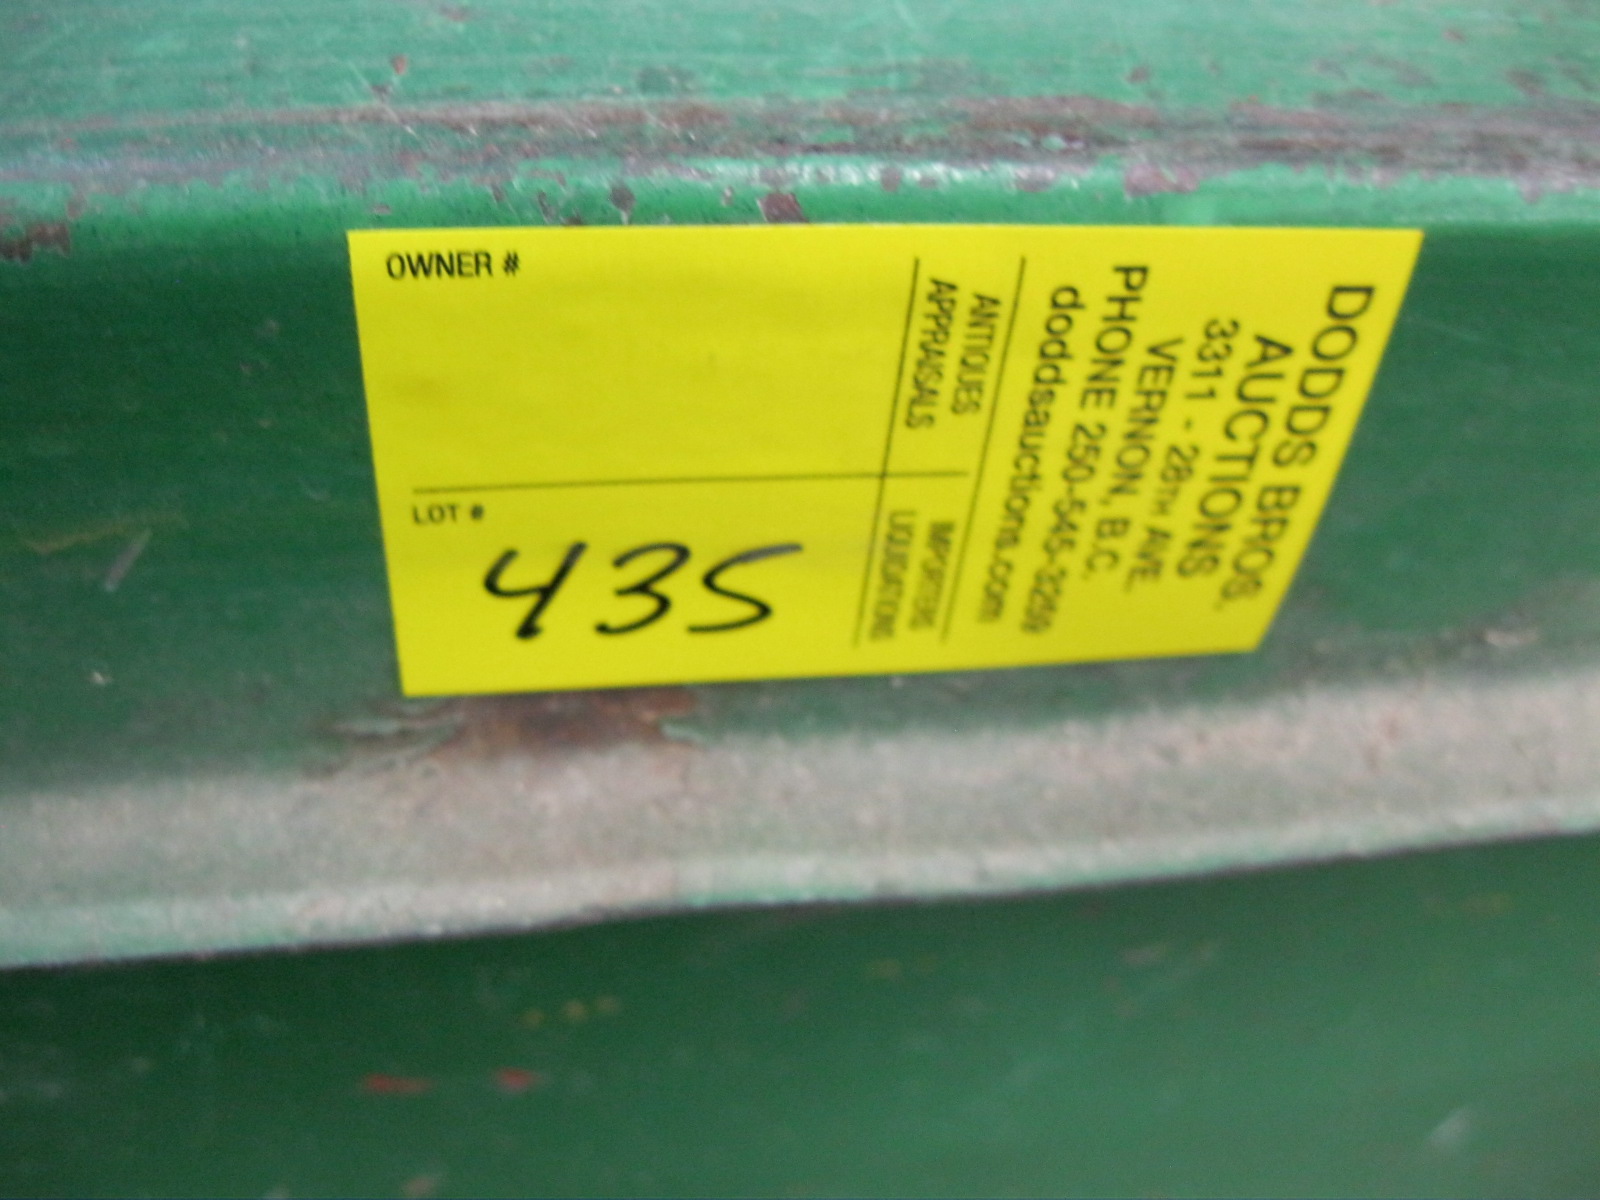 OWNER #
LOT #
435
ANTIQUES
APPRAISALS
IMPORTERS
LIQUIDATIONS
DODDS BROS.
AUCTIONS
3311 - 28TH AVE.
VERNON, B.C.
PHONE 250-545-3259
doddsauctions.com